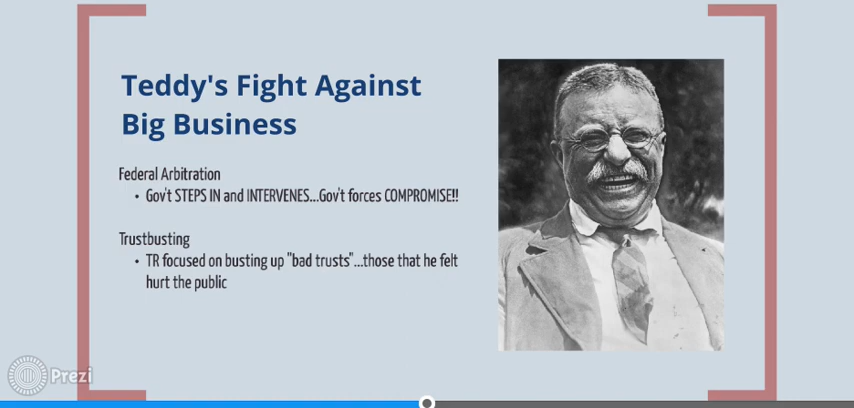 Teddy's Fight Against
Big Business
Federal Arbitration
• Gov't STEPS IN and INTERVENES...Gov't forces COMPROMISE!!
Trustbusting
• TR focused on busting up "bad trusts"...those that he felt
hurt the public
Prezi